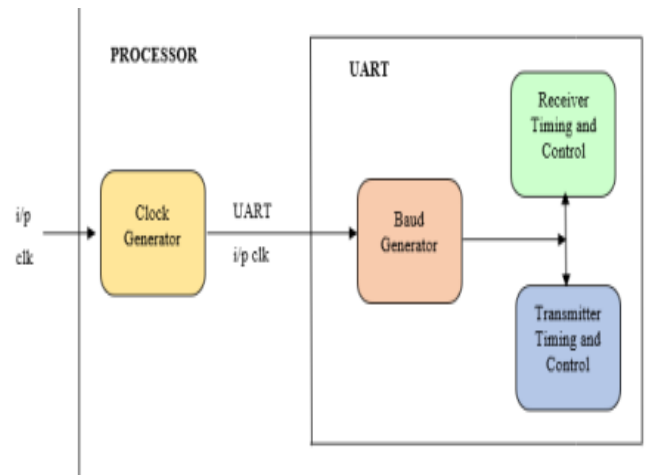 PROCESSOR
UART
Receiver
Timing and
Control
i/p
clk
Clock
Generator
UART
i/p clk
Baud
Generator
Transmitter
Timing and
Control